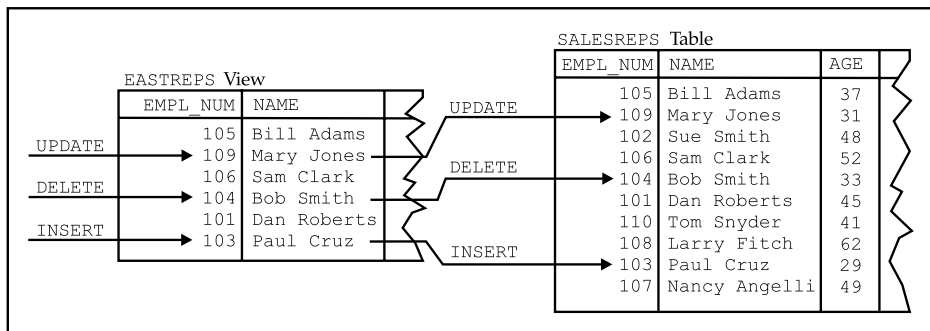 SALESREPS Table
EMPL_NUM NAME AGE
105 Bill Adams 37
109 Mary Jones 31
102 Sue Smith 48
106 Sam Clark 52
104 Bob Smith 33
101 Dan Roberts 45
110 Tom Snyder 41
108 Larry Fitch 62
103 Paul Cruz 29
107 Nancy Angelli 49
EASTREPS View
EMPL_NUM NAME
105 Bill Adams
109 Mary Jones
106 Sam Clark
104 Bob Smith
101 Dan Roberts
103 Paul Cruz
UPDATE
DELETE
INSERT
UPDATE
DELETE
INSERT